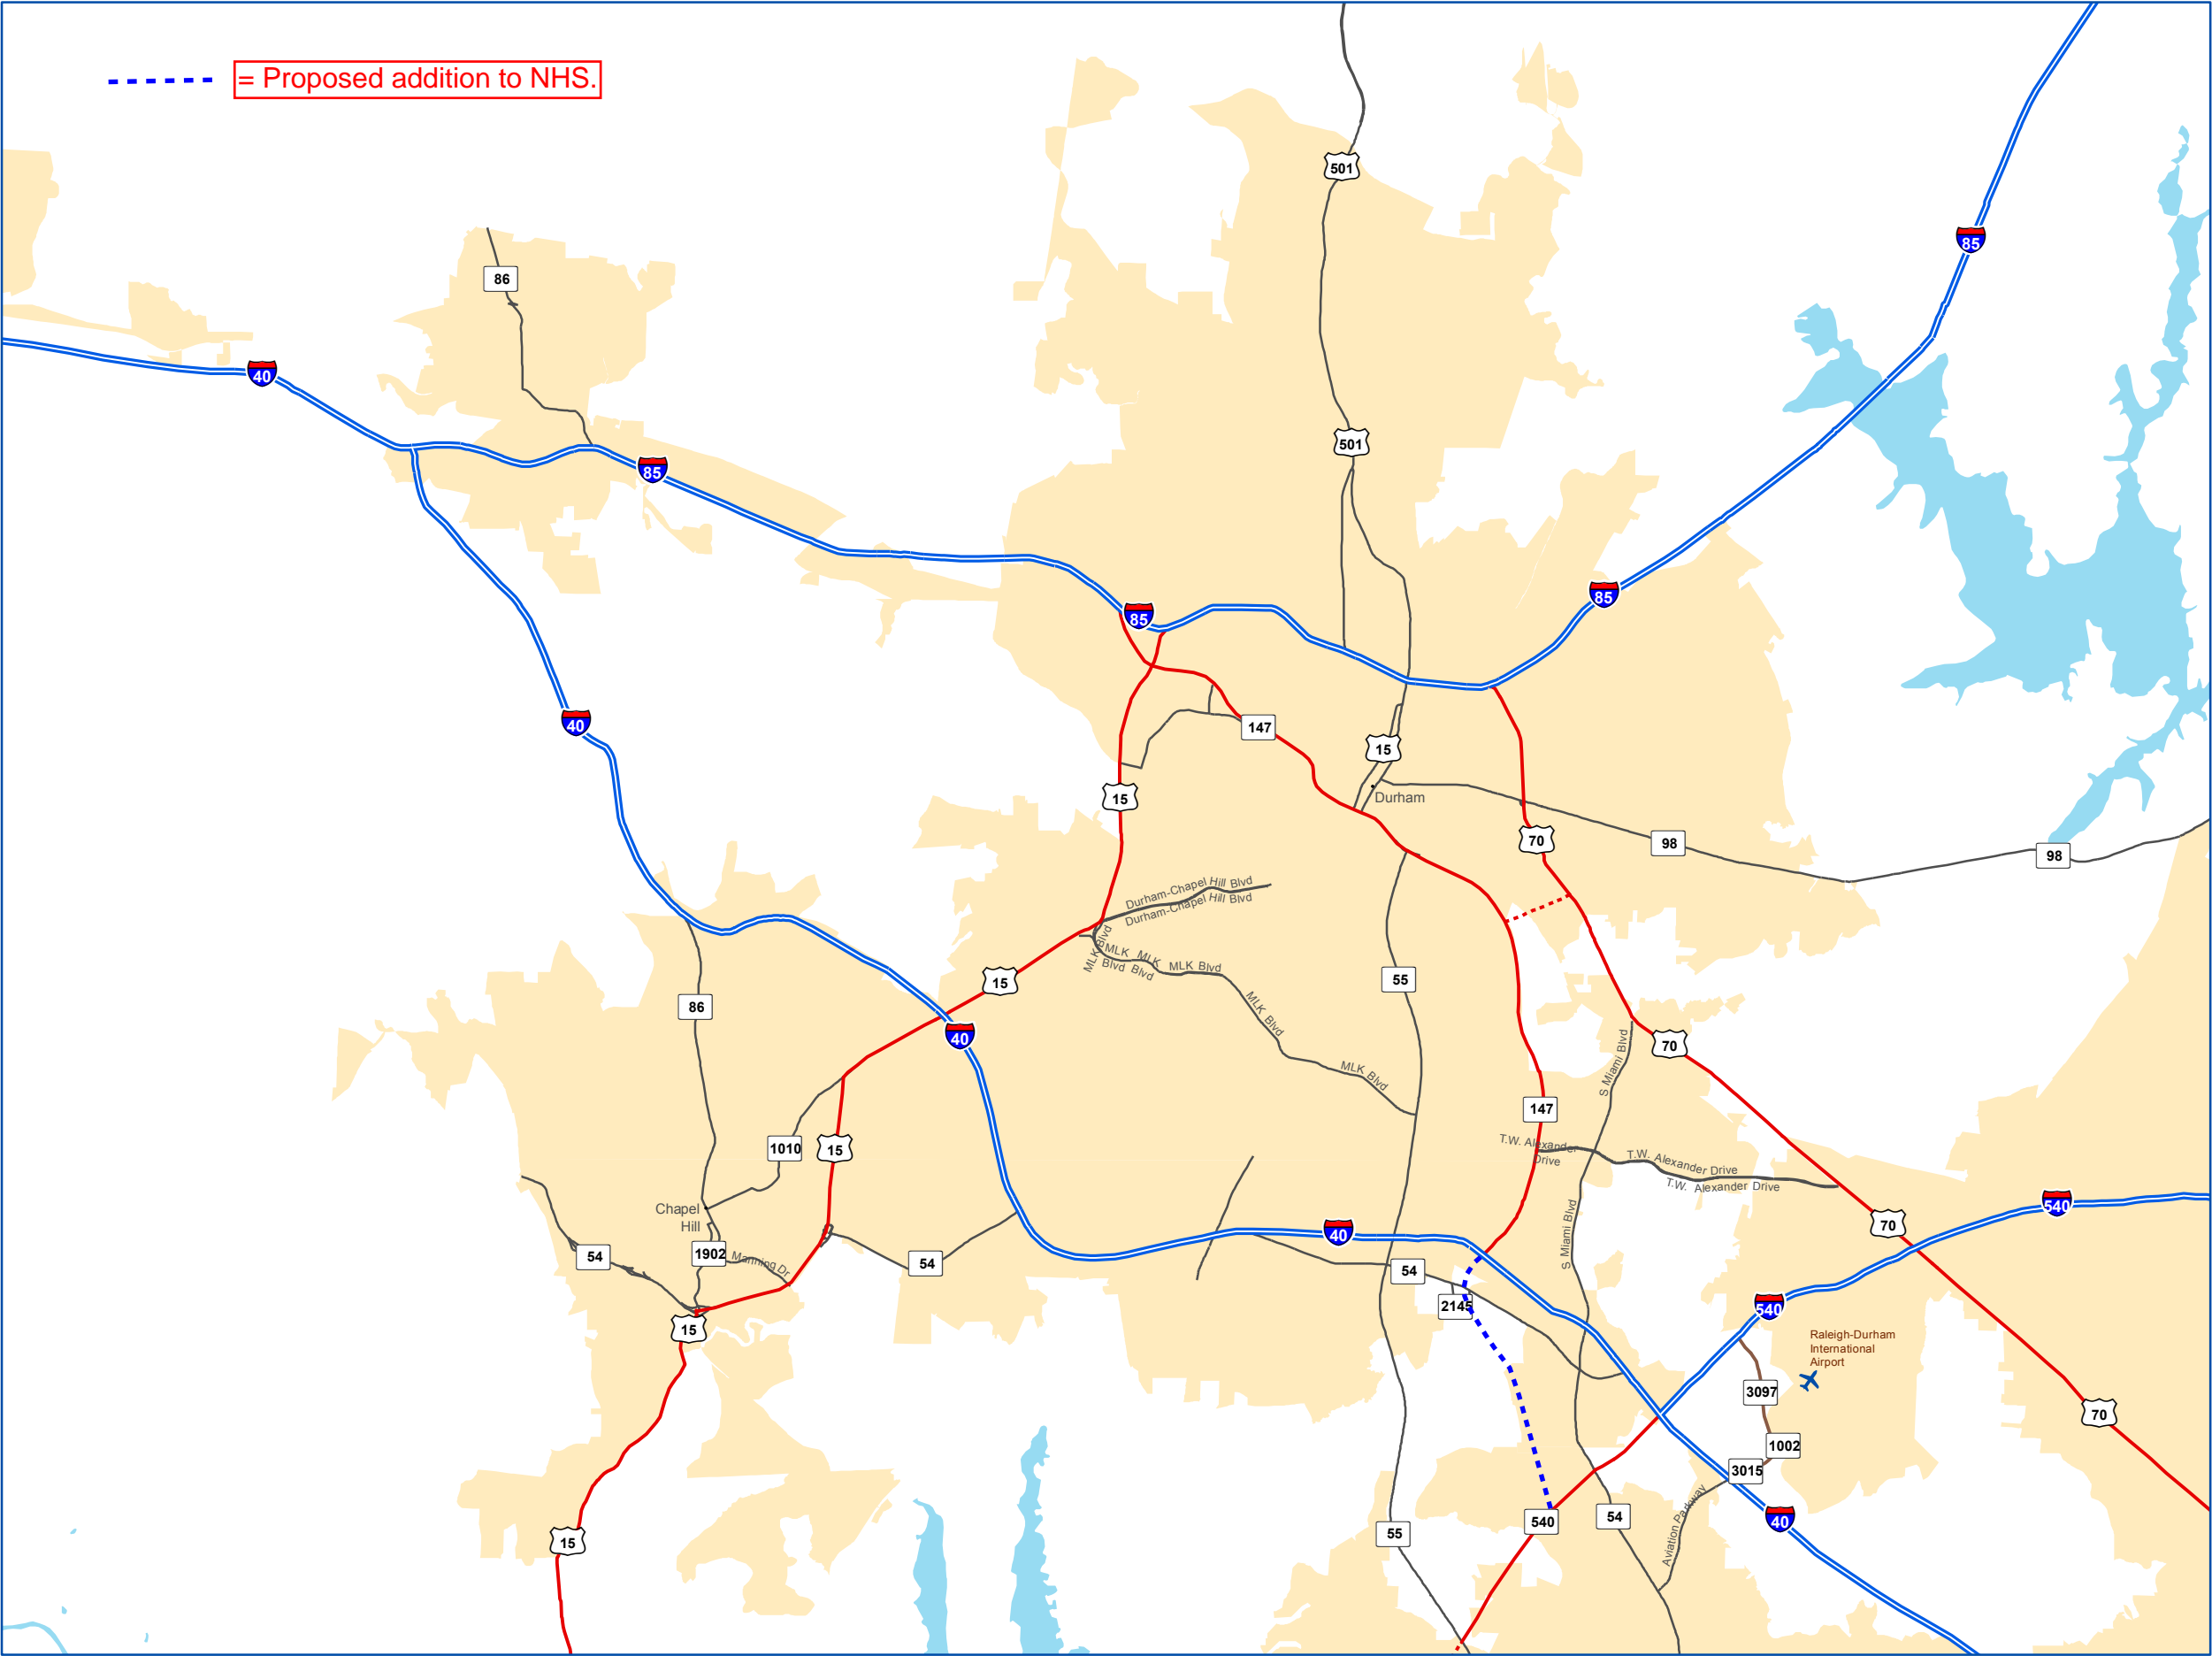 = Proposed addition to NHS.
501
85
86
40
501
85
85
85
40
147
15
15
Durham
70
98
98
Durham-Chapel Hill Blvd
Durham-Chapel Hill Blvd
MLK Blvd
MLK MLK MLK Blvd
Blvd Blvd
15
55
MLK Blvd
86
40
70
S Miami Blvd
MLK Blvd
147
1010
15
T.W. Alexander
Drive
T.W. Alexander Drive
T.W. Alexander Drive
Chapel
Hill
540
70
40
S Miami Blvd
54
1902
Manning Dr
54
54
2145
540
15
Raleigh-Durham
International
Airport
3097
70
1002
3015
Aviation Parkway
15
55
540
54
40